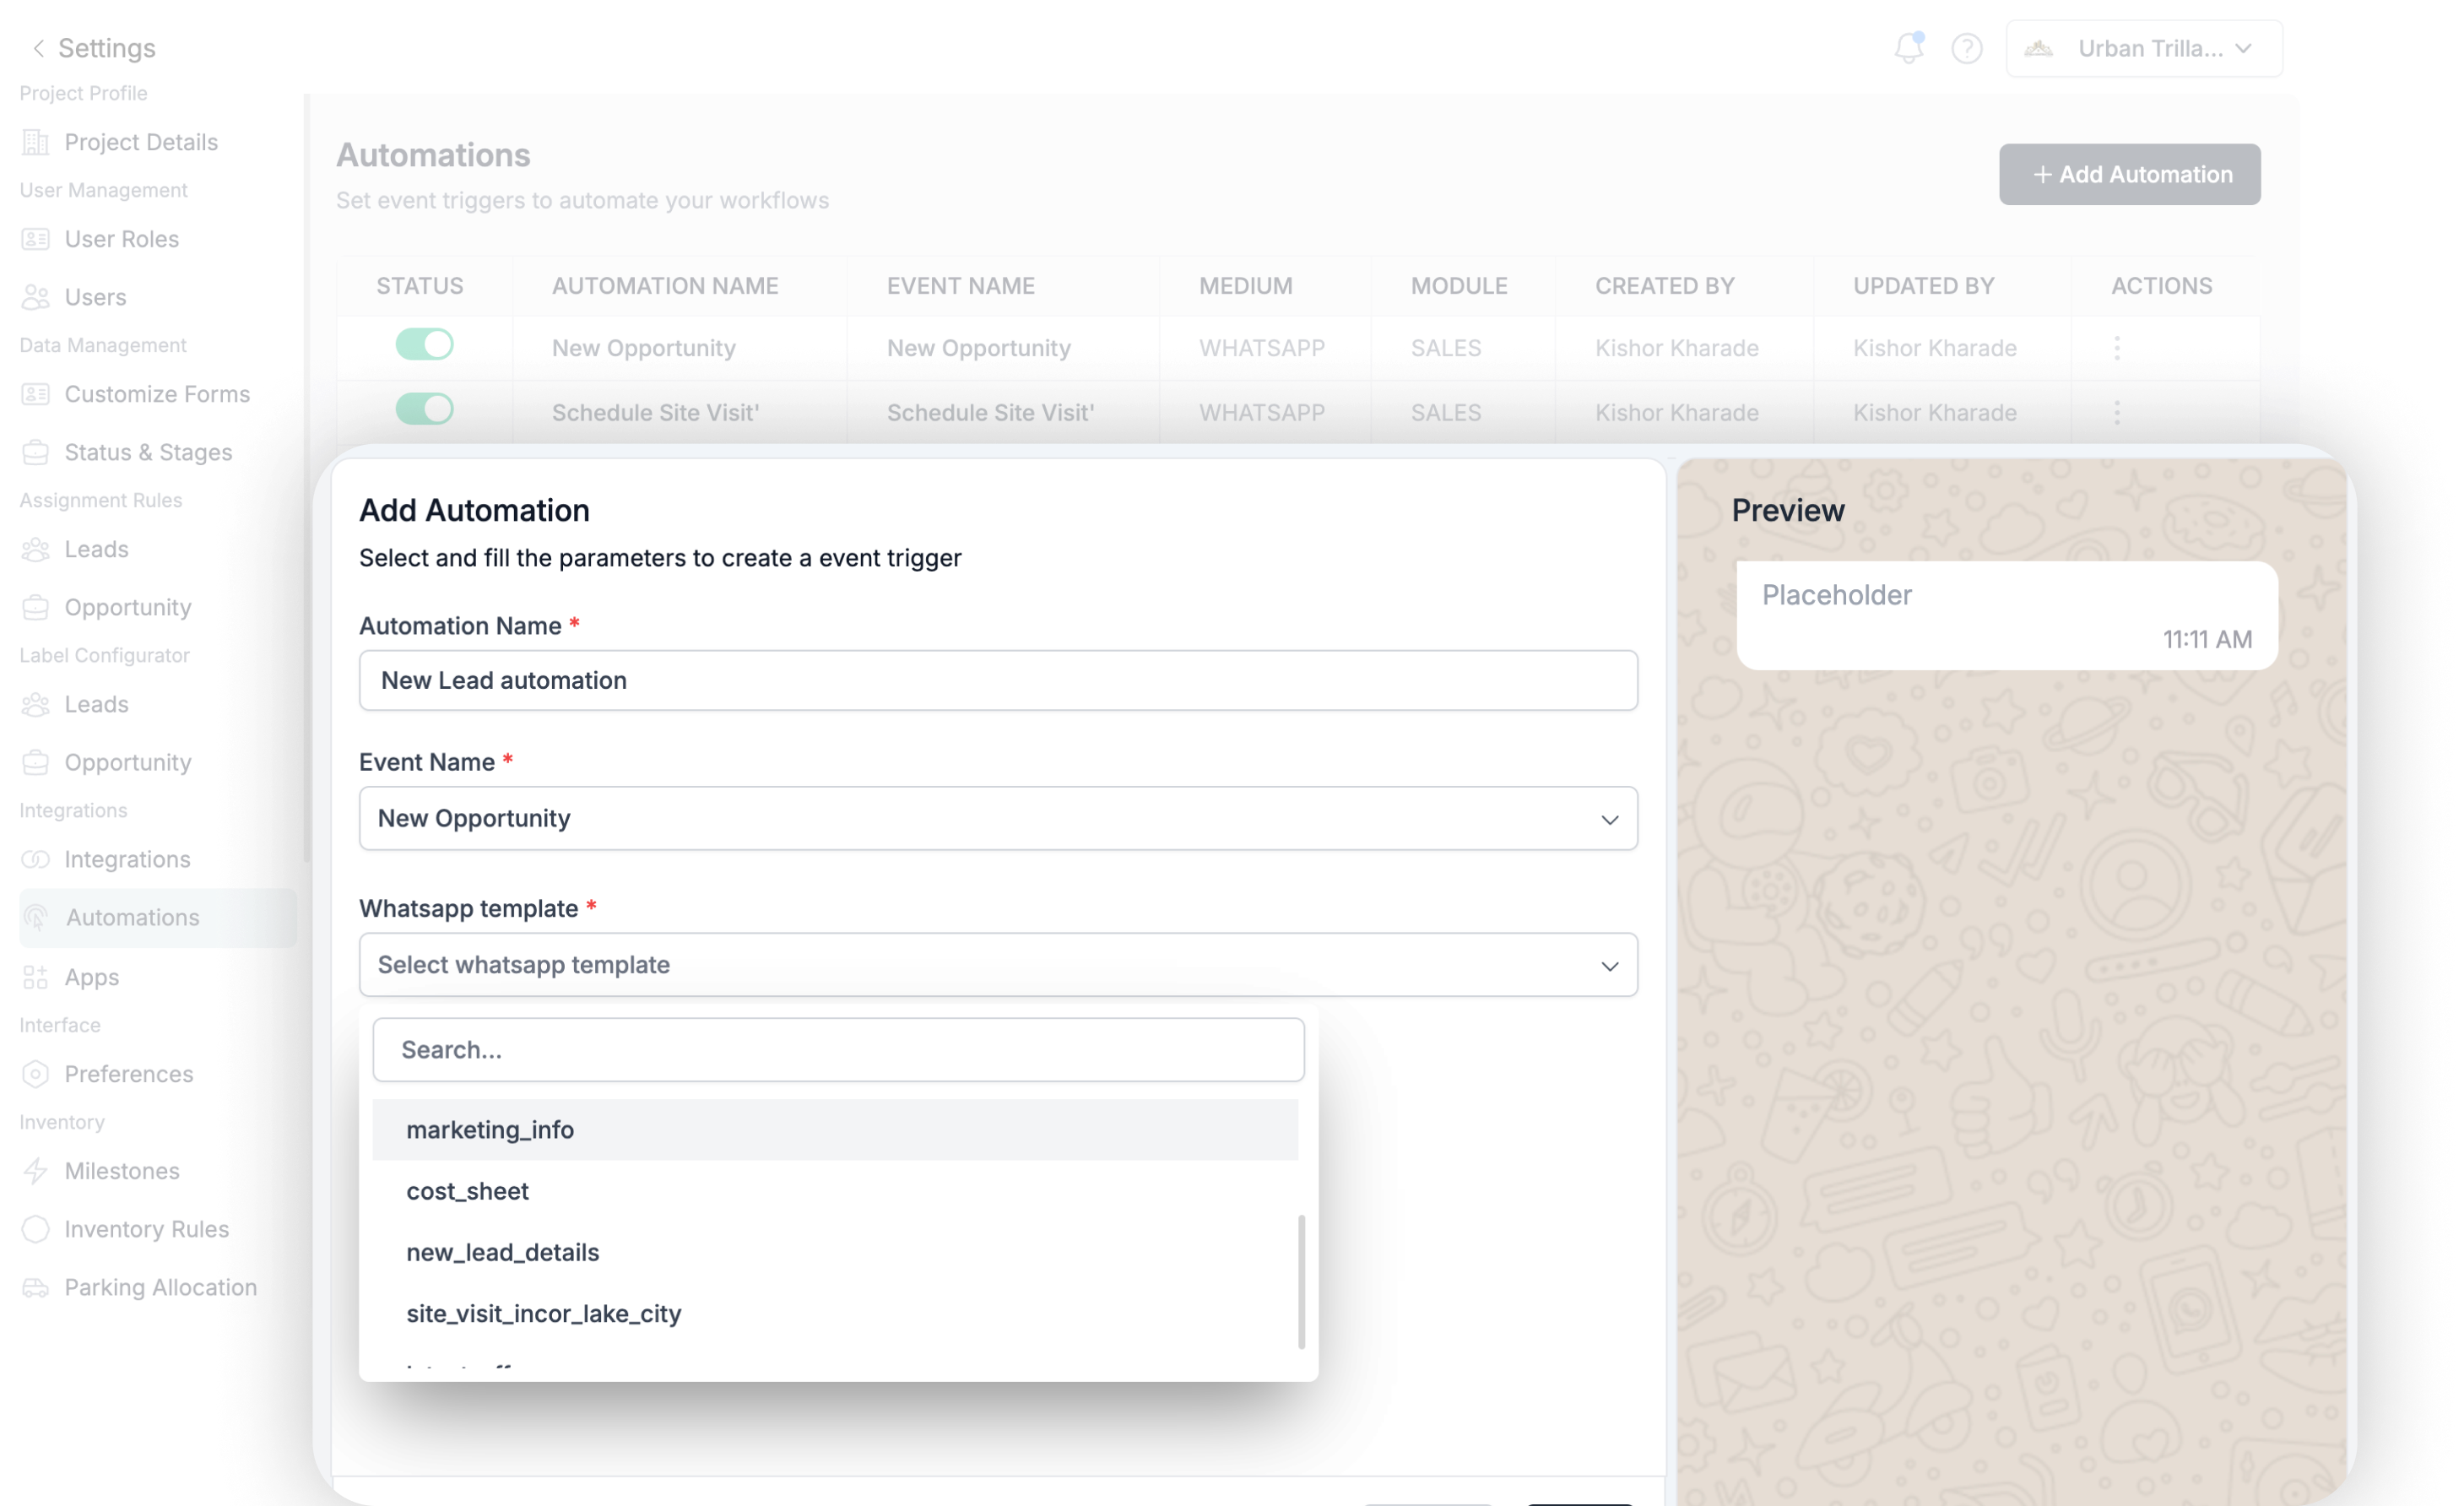 Settings
Urban Trilla...
Project Profile
Project Details
User Management
User Roles
Users
Data Management
Customize Forms
Status & Stages
Assignment Rules
Leads
Opportunity
Label Configurator
Leads
Opportunity
Integrations
Integrations
Automations
Apps
Interface
Preferences
Inventory
Milestones
Inventory Rules
Parking Allocation
Automations
Set event triggers to automate your workflows
+ Add Automation
STATUS AUTOMATION NAME EVENT NAME MEDIUM MODULE CREATED BY UPDATED BY ACTIONS
New Opportunity New Opportunity WHATSAPP SALES Kishor Kharade Kishor Kharade
Schedule Site Visit' Schedule Site Visit' WHATSAPP SALES Kishor Kharade Kishor Kharade
Add Automation
Select and fill the parameters to create a event trigger
Automation Name *
New Lead automation
Event Name *
New Opportunity
Whatsapp template *
Select whatsapp template
Search...
marketing_info
cost_sheet
new_lead_details
site_visit_incor_lake_city
Preview
Placeholder
11:11 AM